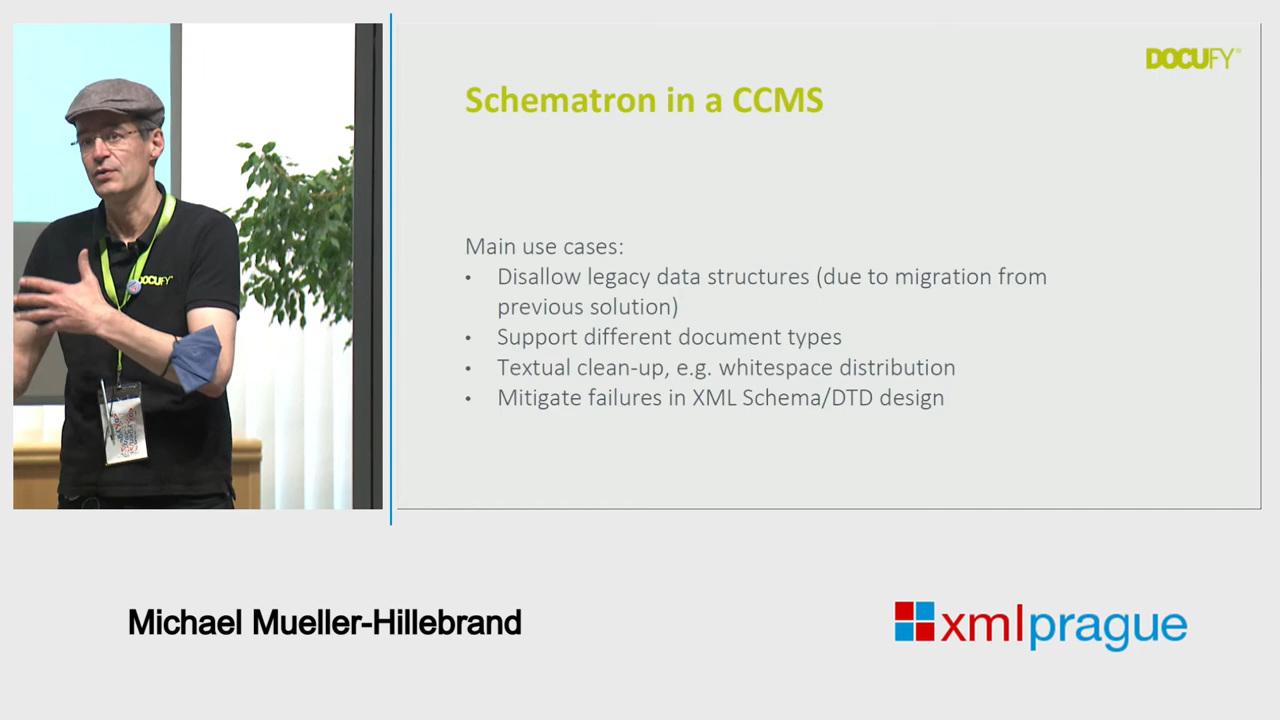 DOCUFY®
Schematron in a CCMS
Main use cases:
• Disallow legacy data structures (due to migration from
previous solution)
• Support different document types
• Textual clean-up, e.g. whitespace distribution
• Mitigate failures in XML Schema/DTD design
DOCUFY®
Michael Mueller-Hillebrand
xmlprague